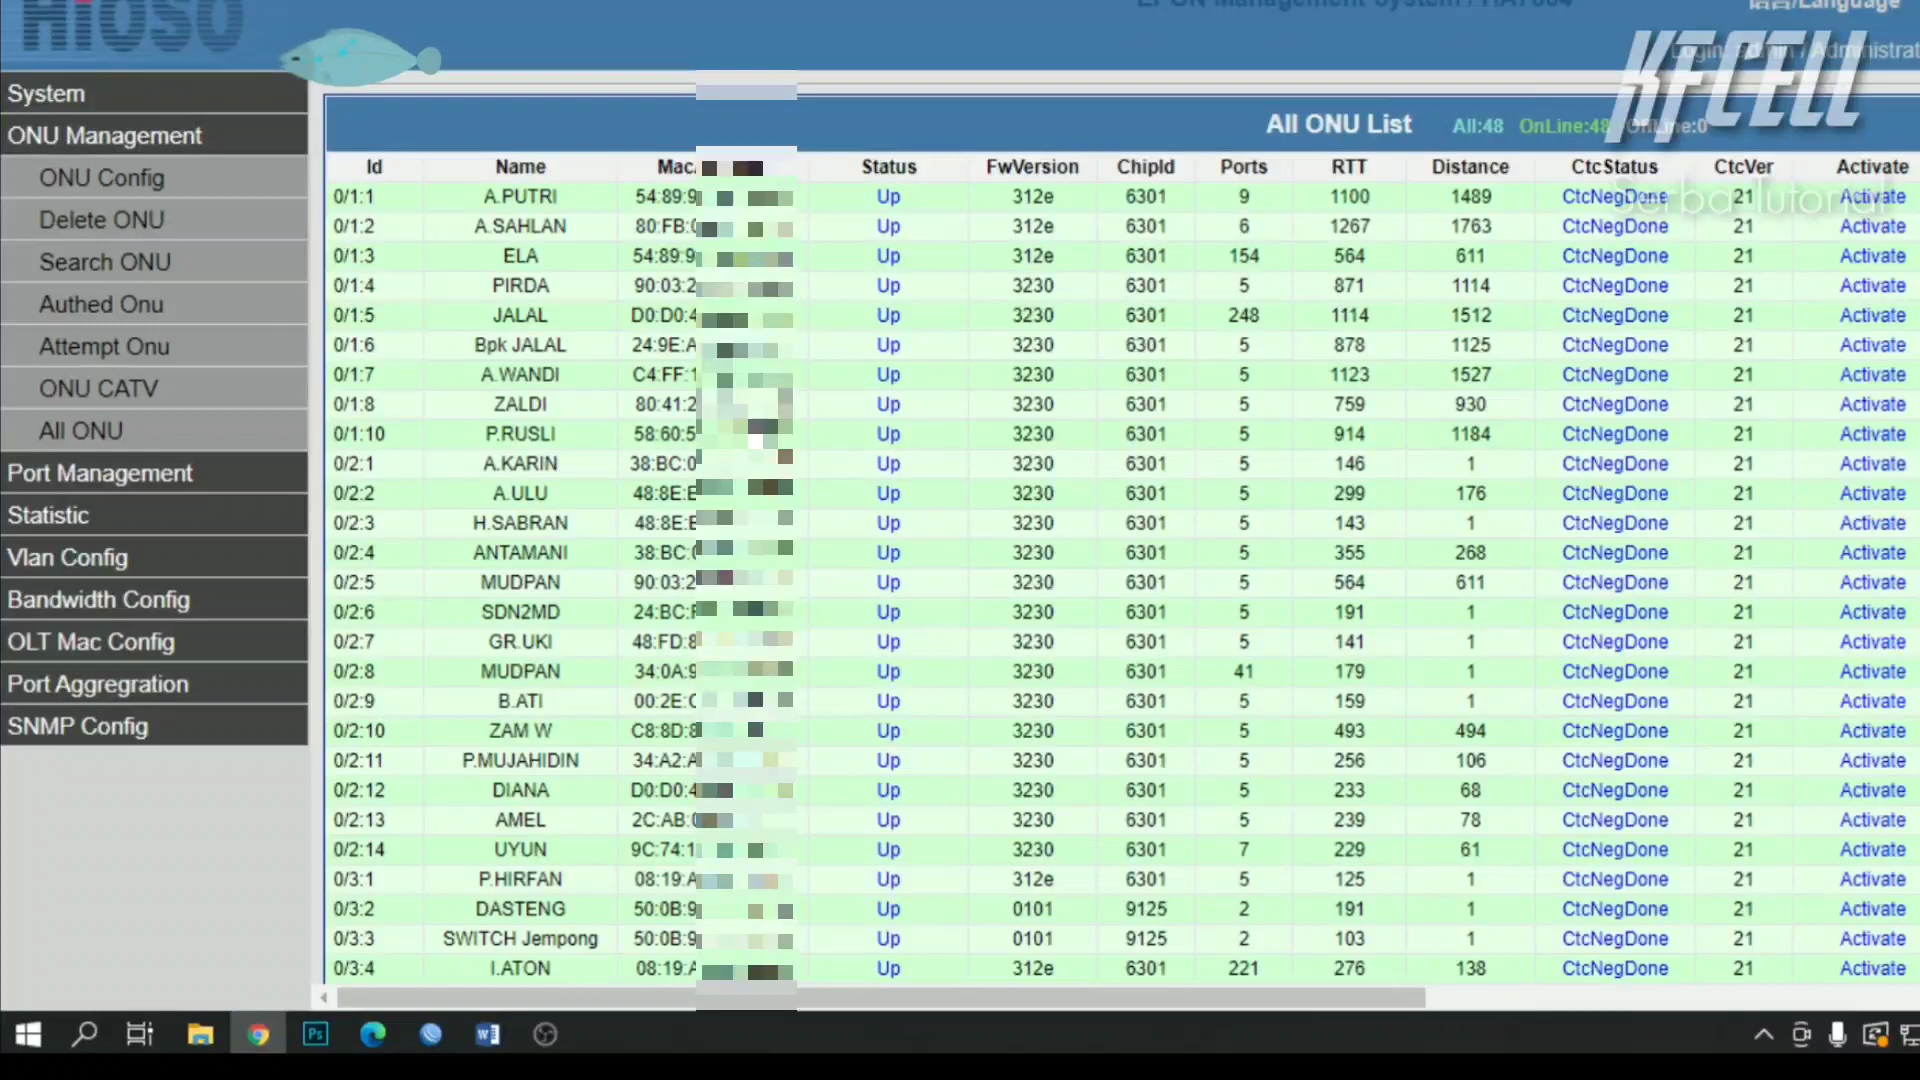 HIOSO
EPON Management System / HA7304
语言/Language
Login: admin / Administrat
KFCELL
Serba Tutorial
System
ONU Management
ONU Config
Delete ONU
Search ONU
Authed Onu
Attempt Onu
ONU CATV
All ONU
Port Management
Statistic
Vlan Config
Bandwidth Config
OLT Mac Config
Port Aggregration
SNMP Config
All ONU List All:48 OnLine:48 OffLine:0
Id Name Mac Status FwVersion ChipId Ports RTT Distance CtcStatus CtcVer Activate
0/1:1 A.PUTRI 54:89:9 Up 312e 6301 9 1100 1489 CtcNegDone 21 Activate
0/1:2 A.SAHLAN 80:FB:0 Up 312e 6301 6 1267 1763 CtcNegDone 21 Activate
0/1:3 ELA 54:89:9 Up 312e 6301 154 564 611 CtcNegDone 21 Activate
0/1:4 PIRDA 90:03:2 Up 3230 6301 5 871 1114 CtcNegDone 21 Activate
0/1:5 JALAL D0:D0:4 Up 3230 6301 248 1114 1512 CtcNegDone 21 Activate
0/1:6 Bpk JALAL 24:9E:A Up 3230 6301 5 878 1125 CtcNegDone 21 Activate
0/1:7 A.WANDI C4:FF:1 Up 3230 6301 5 1123 1527 CtcNegDone 21 Activate
0/1:8 ZALDI 80:41:2 Up 3230 6301 5 759 930 CtcNegDone 21 Activate
0/1:10 P.RUSLI 58:60:5 Up 3230 6301 5 914 1184 CtcNegDone 21 Activate
0/2:1 A.KARIN 38:BC:0 Up 3230 6301 5 146 1 CtcNegDone 21 Activate
0/2:2 A.ULU 48:8E:E Up 3230 6301 5 299 176 CtcNegDone 21 Activate
0/2:3 H.SABRAN 48:8E:E Up 3230 6301 5 143 1 CtcNegDone 21 Activate
0/2:4 ANTAMANI 38:BC:0 Up 3230 6301 5 355 268 CtcNegDone 21 Activate
0/2:5 MUDPAN 90:03:2 Up 3230 6301 5 564 611 CtcNegDone 21 Activate
0/2:6 SDN2MD 24:BC:F Up 3230 6301 5 191 1 CtcNegDone 21 Activate
0/2:7 GR.UKI 48:FD:8 Up 3230 6301 5 141 1 CtcNegDone 21 Activate
0/2:8 MUDPAN 34:0A:9 Up 3230 6301 41 179 1 CtcNegDone 21 Activate
0/2:9 B.ATI 00:2E:C Up 3230 6301 5 159 1 CtcNegDone 21 Activate
0/2:10 ZAM W C8:8D:8 Up 3230 6301 5 493 494 CtcNegDone 21 Activate
0/2:11 P.MUJAHIDIN 34:A2:A Up 3230 6301 5 256 106 CtcNegDone 21 Activate
0/2:12 DIANA D0:D0:4 Up 3230 6301 5 233 68 CtcNegDone 21 Activate
0/2:13 AMEL 2C:AB:0 Up 3230 6301 5 239 78 CtcNegDone 21 Activate
0/2:14 UYUN 9C:74:1 Up 3230 6301 7 229 61 CtcNegDone 21 Activate
0/3:1 P.HIRFAN 08:19:A Up 312e 6301 5 125 1 CtcNegDone 21 Activate
0/3:2 DASTENG 50:0B:9 Up 0101 9125 2 191 1 CtcNegDone 21 Activate
0/3:3 SWITCH Jempong 50:0B:9 Up 0101 9125 2 103 1 CtcNegDone 21 Activate
0/3:4 I.ATON 08:19:A Up 312e 6301 221 276 138 CtcNegDone 21 Activate
Ps
W